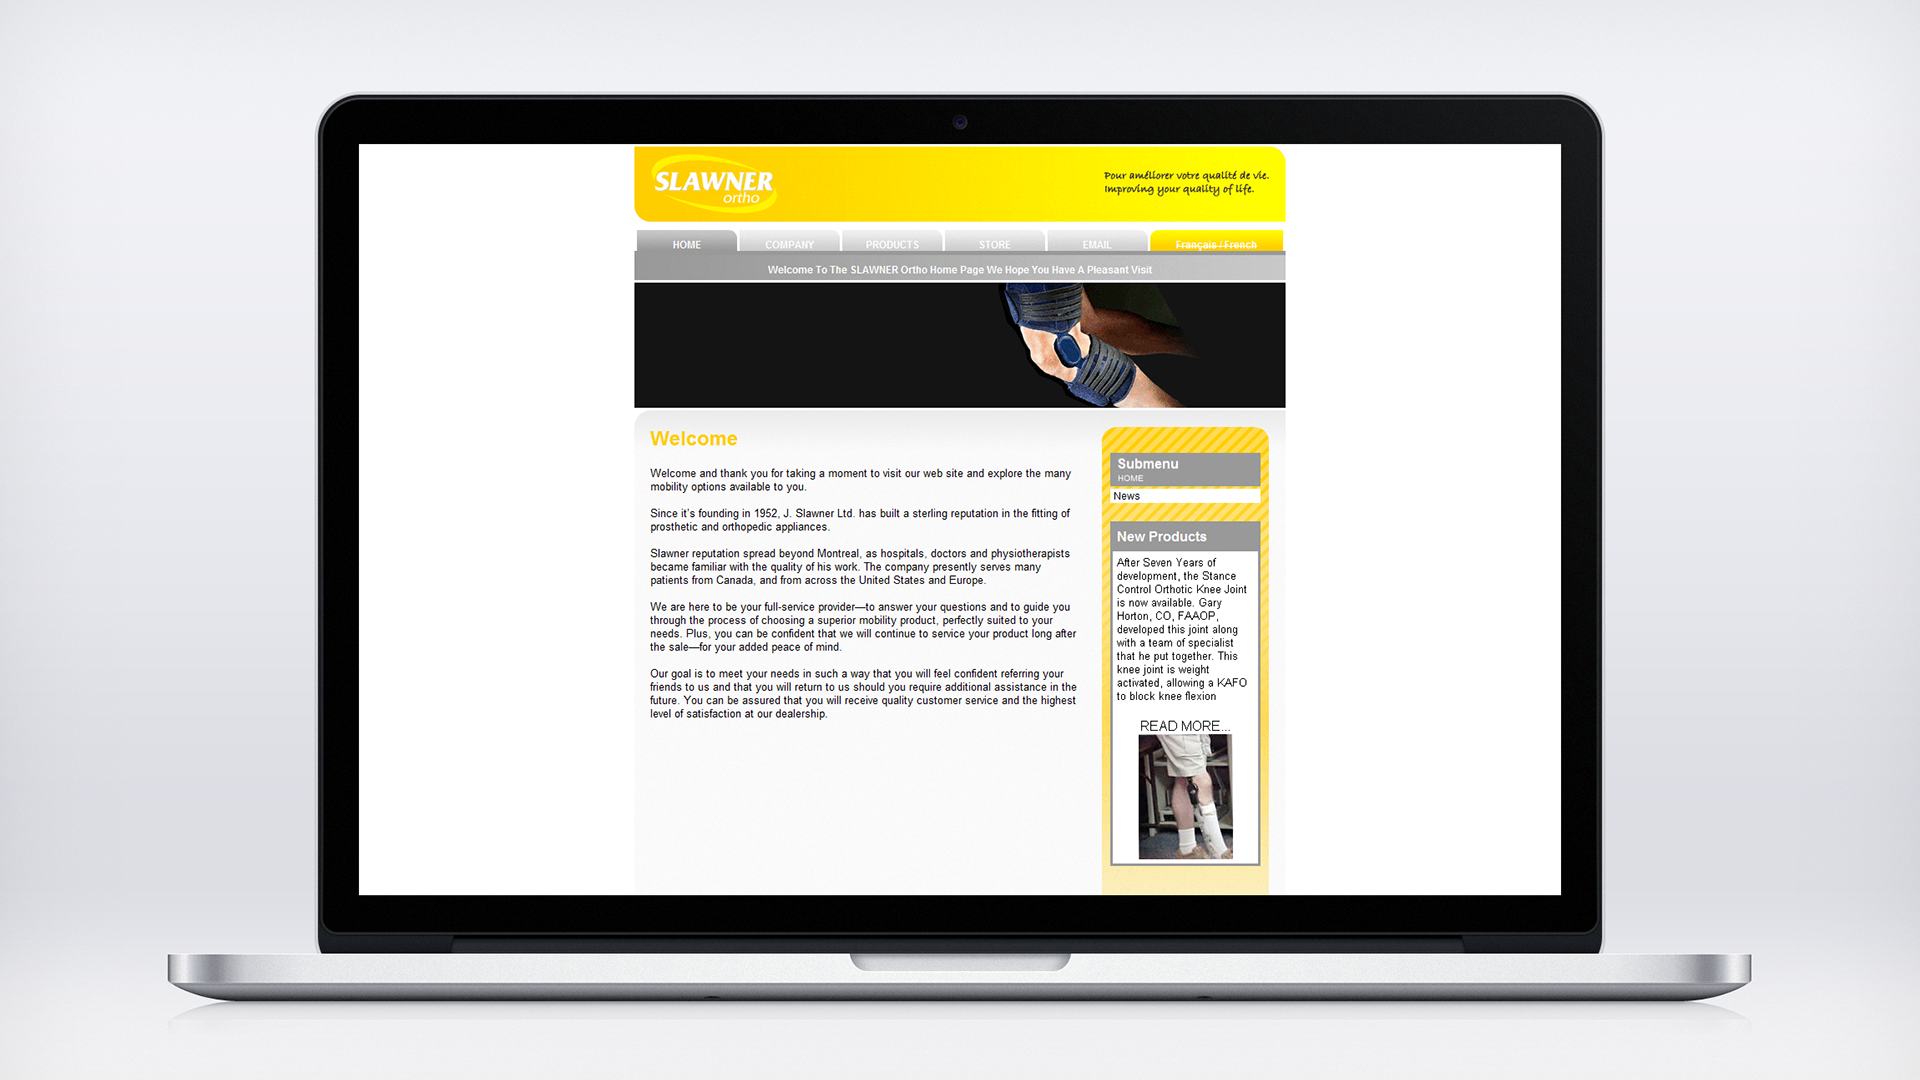 SLAWNER
ortho
Pour améliorer votre qualité de vie.
Improving your quality of life.
HOME COMPANY PRODUCTS STORE EMAIL Français / French
Welcome To The SLAWNER Ortho Home Page We Hope You Have A Pleasant Visit
Welcome
Welcome and thank you for taking a moment to visit our web site and explore the many
mobility options available to you.
Since it's founding in 1952, J. Slawner Ltd. has built a sterling reputation in the fitting of
prosthetic and orthopedic appliances.
Slawner reputation spread beyond Montreal, as hospitals, doctors and physiotherapists
became familiar with the quality of his work. The company presently serves many
patients from Canada, and from across the United States and Europe.
We are here to be your full-service provider—to answer your questions and to guide you
through the process of choosing a superior mobility product, perfectly suited to your
needs. Plus, you can be confident that we will continue to service your product long after
the sale—for your added peace of mind.
Our goal is to meet your needs in such a way that you will feel confident referring your
friends to us and that you will return to us should you require additional assistance in the
future. You can be assured that you will receive quality customer service and the highest
level of satisfaction at our dealership.
Submenu
HOME
News
New Products
After Seven Years of
development, the Stance
Control Orthotic Knee Joint
is now available. Gary
Horton, CO, FAAOP,
developed this joint along
with a team of specialist
that he put together. This
knee joint is weight
activated, allowing a KAFO
to block knee flexion
READ MORE...